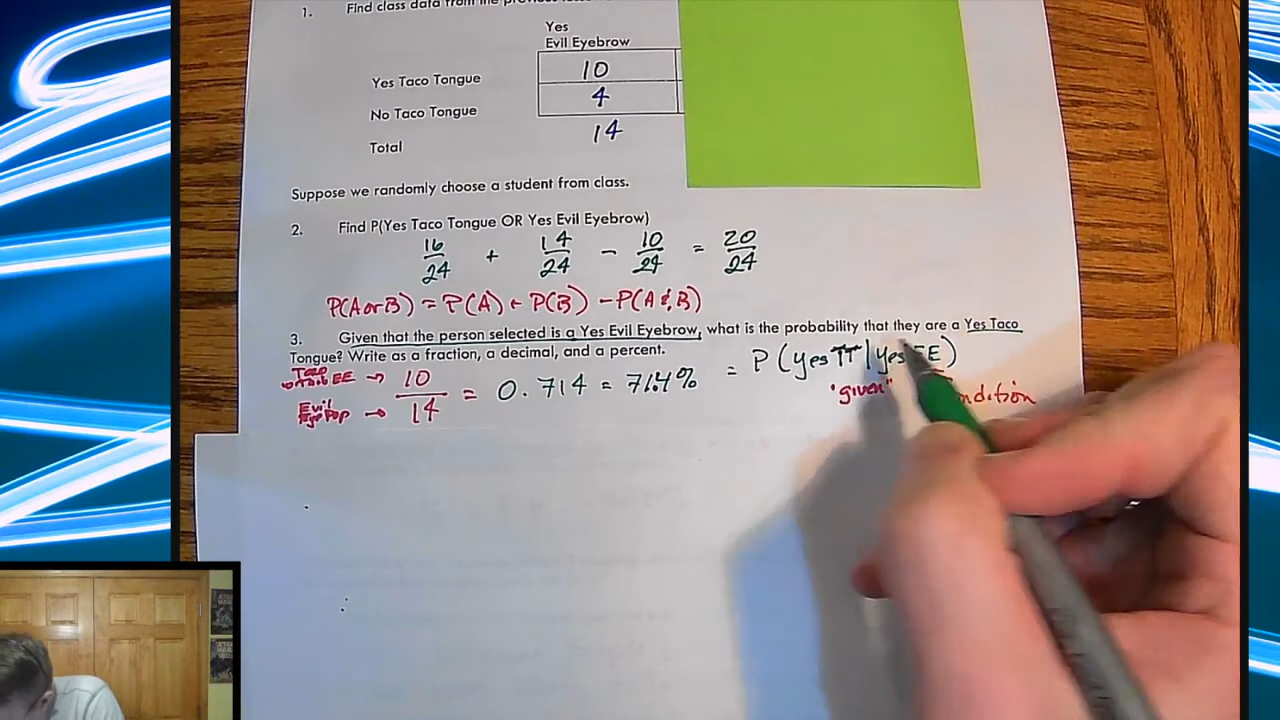 1. Find class data from the previous
Yes
Evil Eyebrow
Yes Taco Tongue 10
No Taco Tongue 4
Total 14
Suppose we randomly choose a student from class.
2. Find P(Yes Taco Tongue OR Yes Evil Eyebrow)
16/24 + 14/24 - 10/24 = 20/24
P(A or B) = P(A) + P(B) - P(A & B)
3. Given that the person selected is a Yes Evil Eyebrow, what is the probability that they are a Yes Taco
Tongue? Write as a fraction, a decimal, and a percent.
= P(yes TT | yes EE)
Taco EE → 10/14 = 0.714 = 71.4%
Evil Pop →
"given" ndition